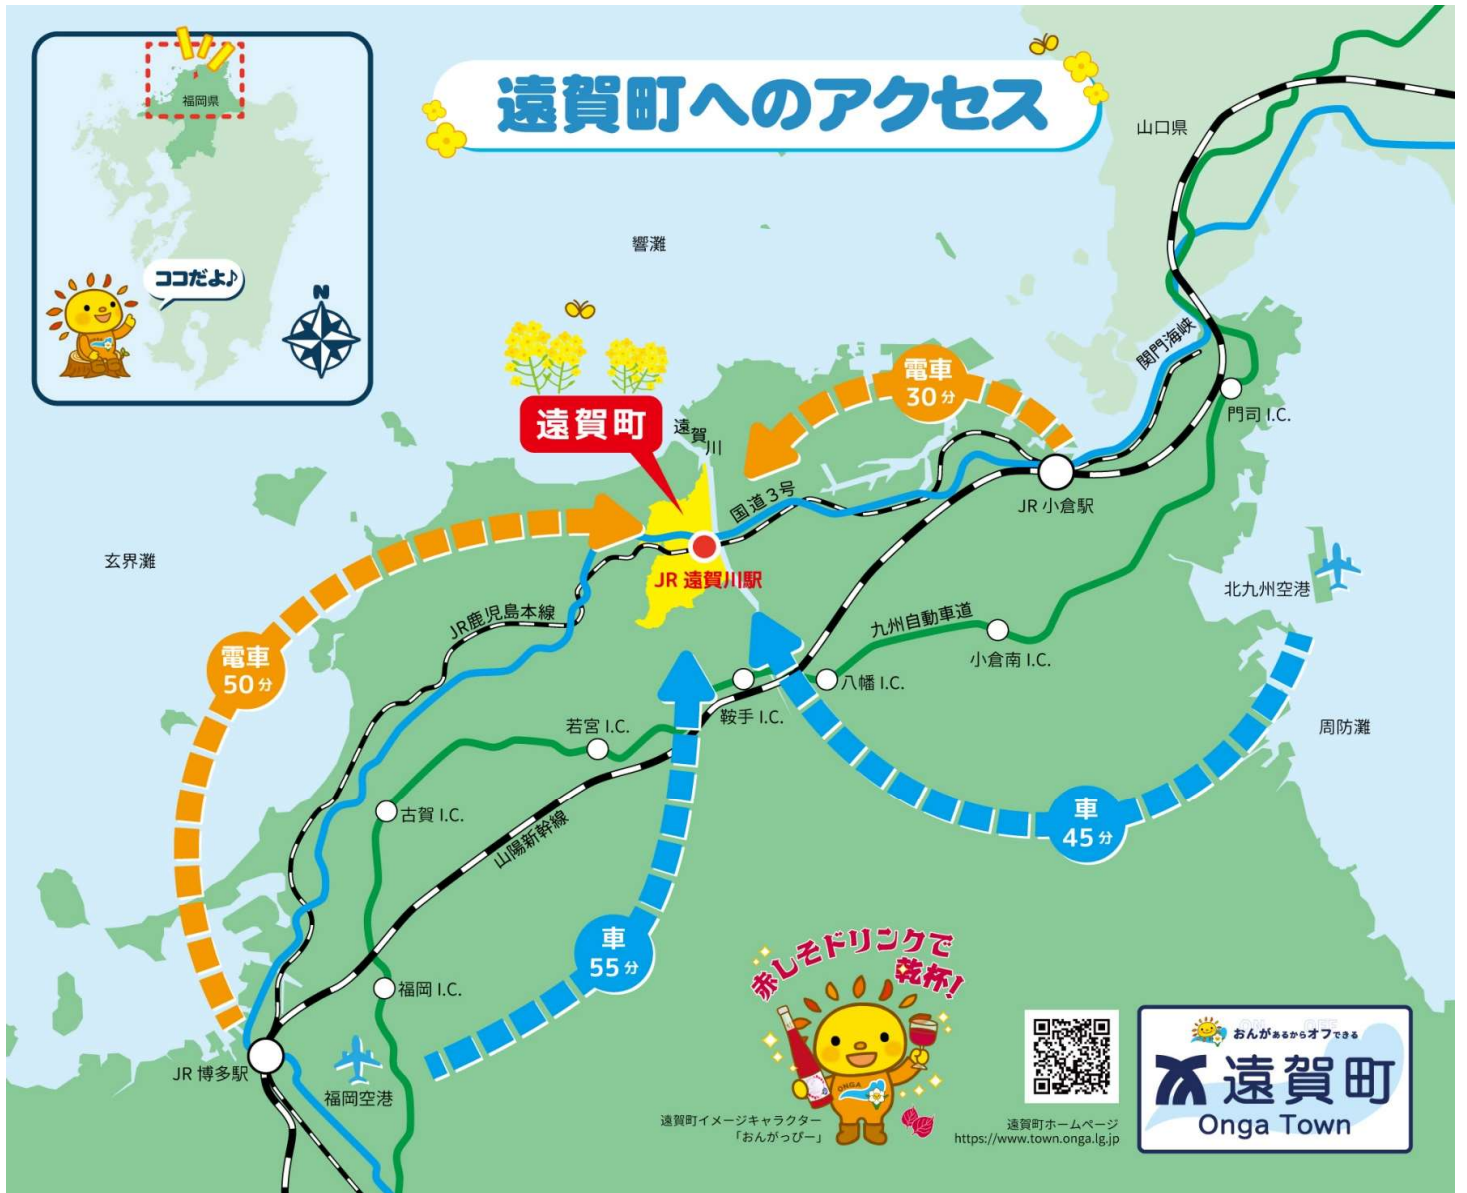 遠賀町へのアクセス
福岡県
ココだよ♪
N
山口県
響灘
関門海峡
電車
30分
門司 I.C.
遠賀町
遠賀川
国道3号
JR 小倉駅
玄界灘
JR 遠賀川駅
北九州空港
JR鹿児島本線
九州自動車道
小倉南 I.C.
電車
50分
八幡 I.C.
鞍手 I.C.
若宮 I.C.
周防灘
古賀 I.C.
山陽新幹線
車
45分
車
55分
福岡 I.C.
JR 博多駅
福岡空港
赤しそドリンクで
乾杯!
ONGA
遠賀町イメージキャラクター
「おんがっぴー」
遠賀町ホームページ
https://www.town.onga.lg.jp
おんがあるからオフできる
遠賀町
Onga Town